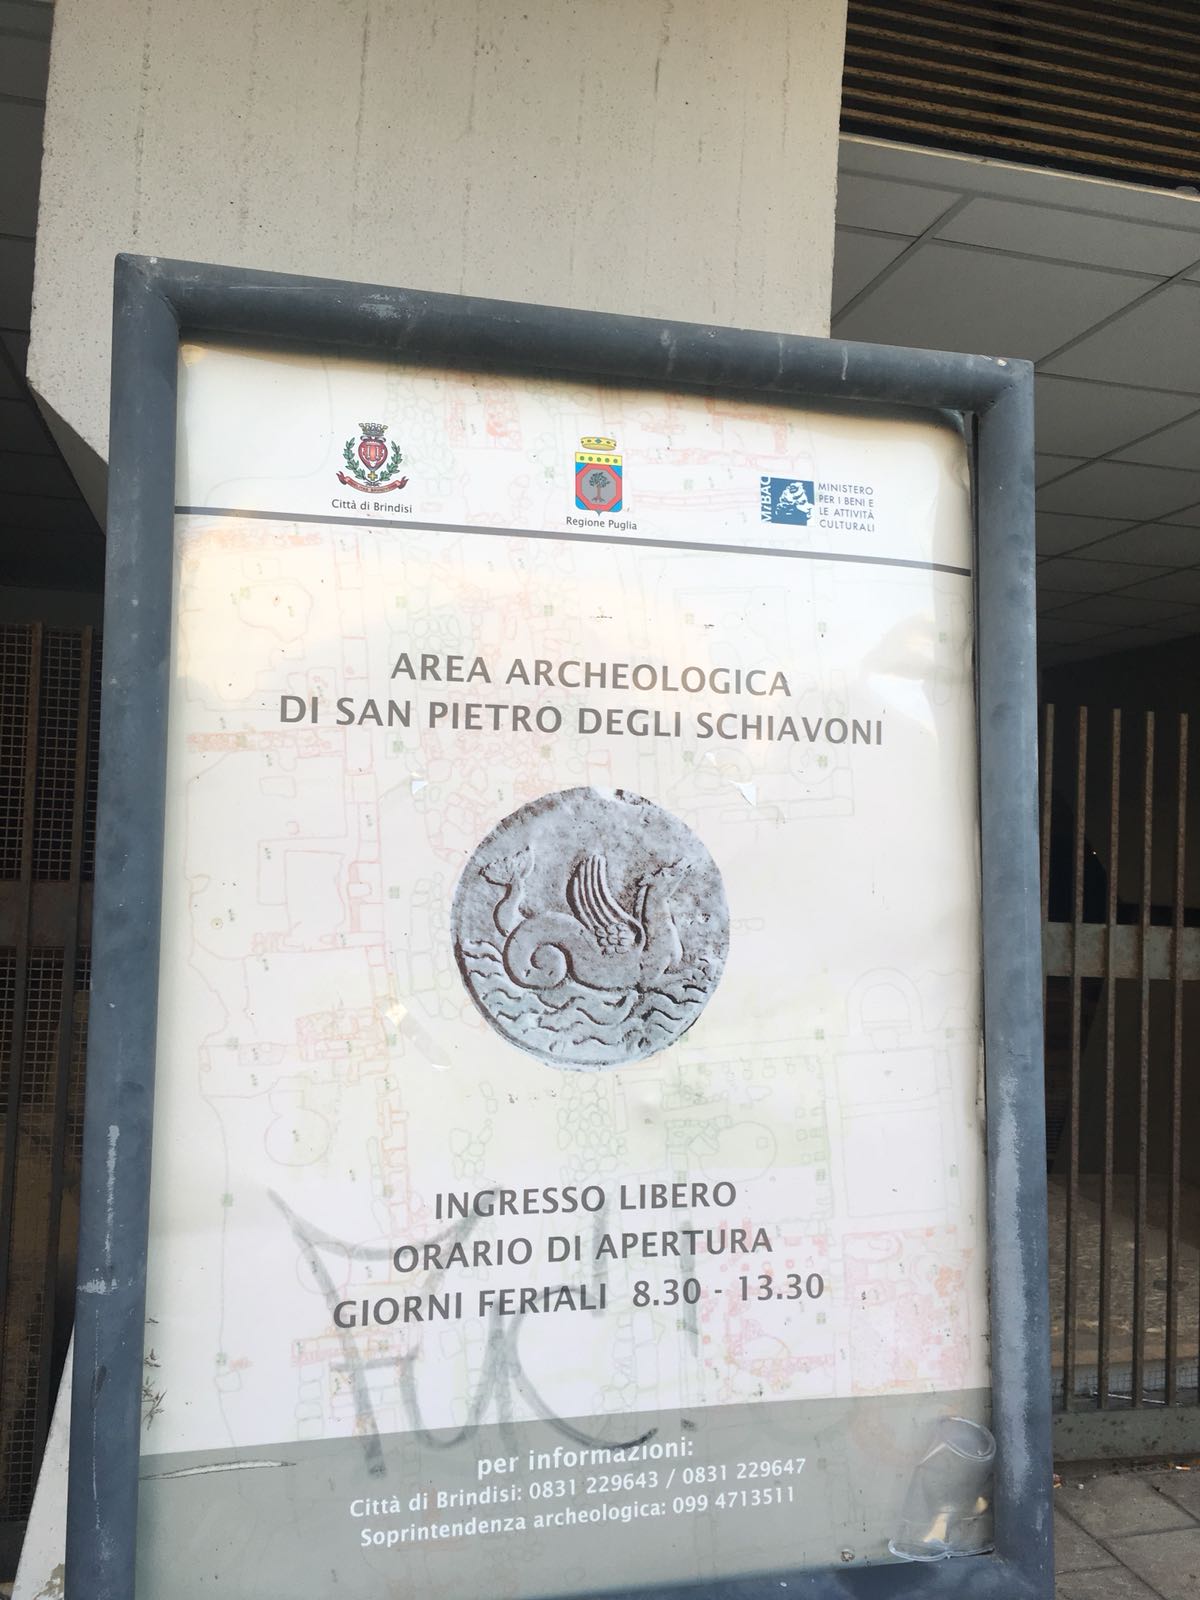 Città di Brindisi
Regione Puglia
MiBAC
MINISTERO
PER I BENI E
LE ATTIVITÀ
CULTURALI
AREA ARCHEOLOGICA
DI SAN PIETRO DEGLI SCHIAVONI
INGRESSO LIBERO
ORARIO DI APERTURA
GIORNI FERIALI 8.30 - 13.30
per informazioni:
Città di Brindisi: 0831 229643 / 0831 229647
Soprintendenza archeologica: 099 4713511